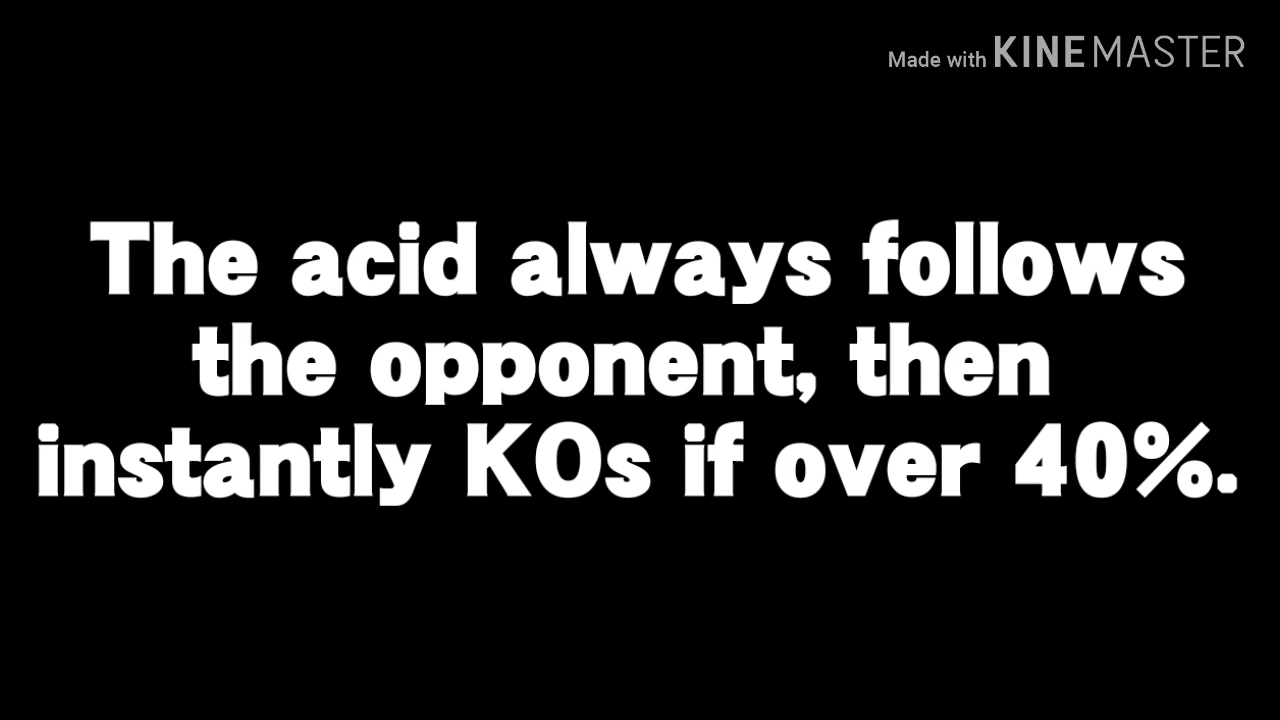 Made with KINEMASTER
The acid always follows
the opponent, then
instantly KOs if over 40%.